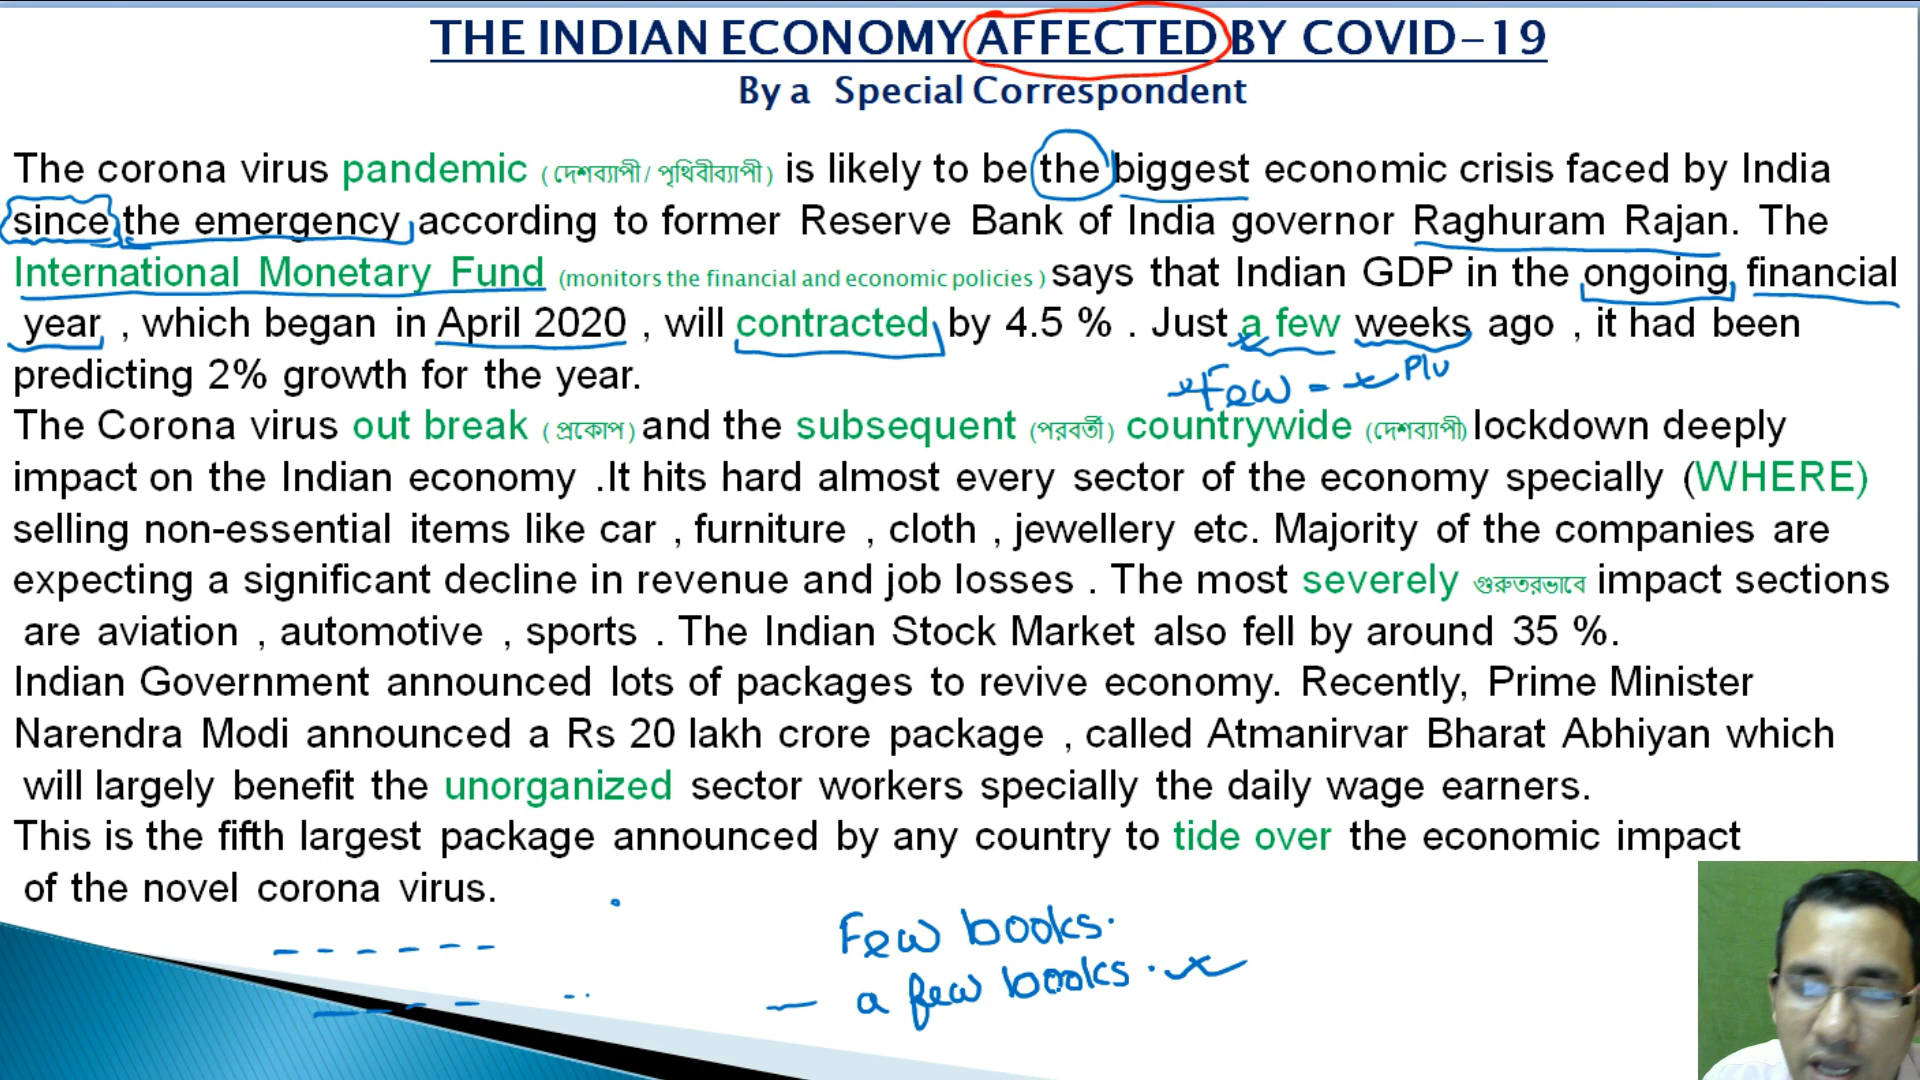 THE INDIAN ECONOMY AFFECTED BY COVID-19
By a Special Correspondent
The corona virus pandemic (দেশব্যাপী/ পৃথিবীব্যাপী) is likely to be the biggest economic crisis faced by India
since the emergency according to former Reserve Bank of India governor Raghuram Rajan. The
International Monetary Fund (monitors the financial and economic policies ) says that Indian GDP in the ongoing financial
year , which began in April 2020 , will contracted by 4.5 % . Just a few weeks ago , it had been
predicting 2% growth for the year.
Few = Plu
The Corona virus out break (প্রকোপ) and the subsequent (পরবর্তী) countrywide (দেশব্যাপী) lockdown deeply
impact on the Indian economy .It hits hard almost every sector of the economy specially (WHERE)
selling non-essential items like car , furniture , cloth , jewellery etc. Majority of the companies are
expecting a significant decline in revenue and job losses . The most severely গুরুতরভাবে impact sections
are aviation , automotive , sports . The Indian Stock Market also fell by around 35 %.
Indian Government announced lots of packages to revive economy. Recently, Prime Minister
Narendra Modi announced a Rs 20 lakh crore package , called Atmanirvar Bharat Abhiyan which
will largely benefit the unorganized sector workers specially the daily wage earners.
This is the fifth largest package announced by any country to tide over the economic impact
of the novel corona virus.
Few books.
— a few books.